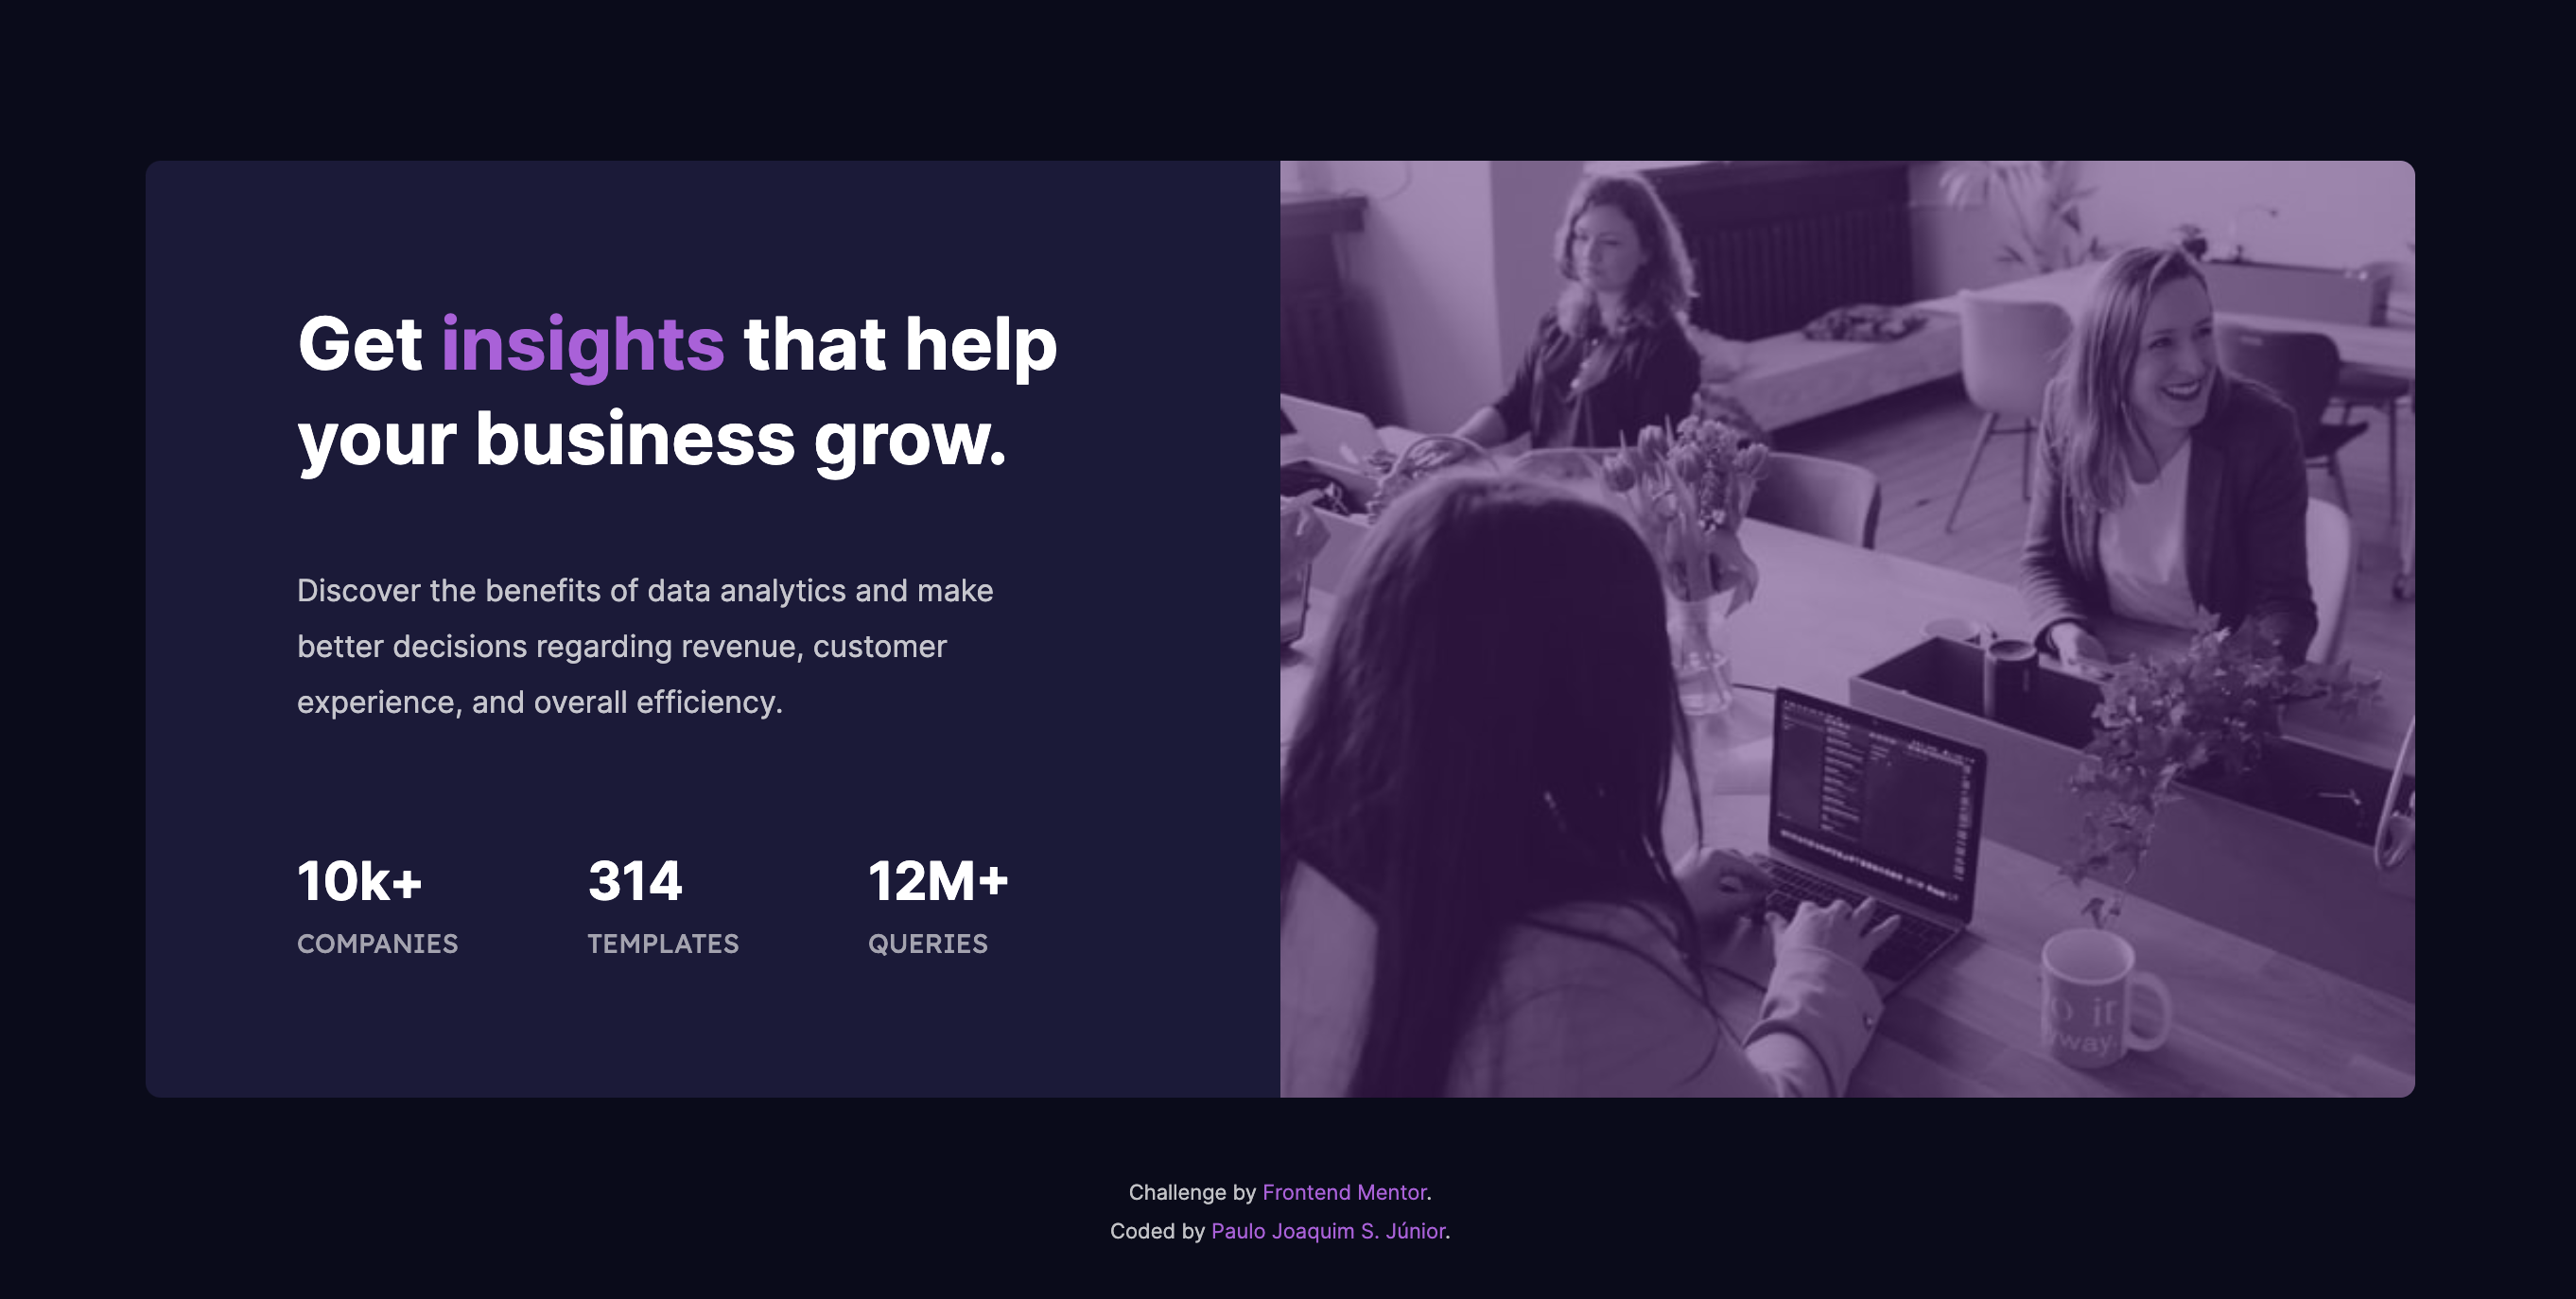 Get insights that help
your business grow.
Discover the benefits of data analytics and make
better decisions regarding revenue, customer
experience, and overall efficiency.
10k+ 314 12M+
COMPANIES TEMPLATES QUERIES
o it
way.
Challenge by Frontend Mentor.
Coded by Paulo Joaquim S. Júnior.